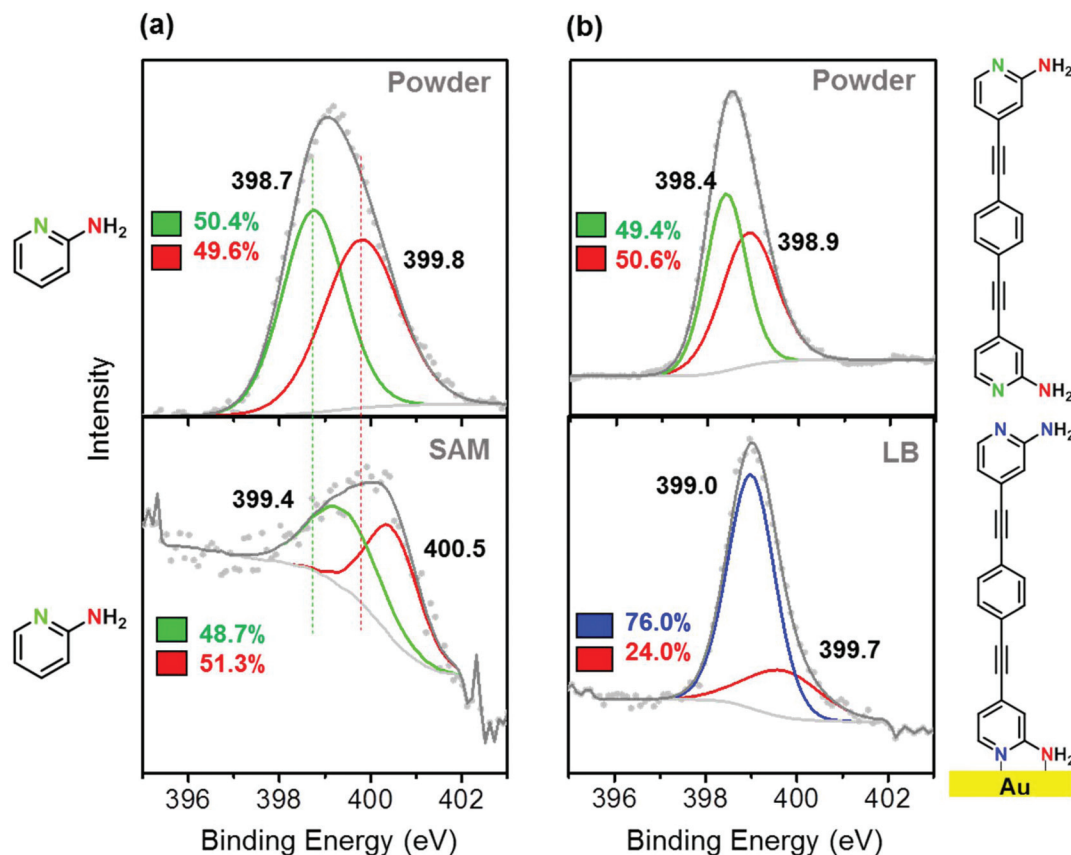 (a)
(b)
Powder
398.7
50.4%
49.6%
399.8
N
NH2
Powder
398.4
49.4%
50.6%
398.9
N
NH2
N
NH2
Intensity
SAM
399.4
400.5
48.7%
51.3%
N
NH2
LB
399.0
76.0%
24.0%
399.7
N
NH2
N
NH2
Au
396 398 400 402
Binding Energy (eV)
396 398 400 402
Binding Energy (eV)